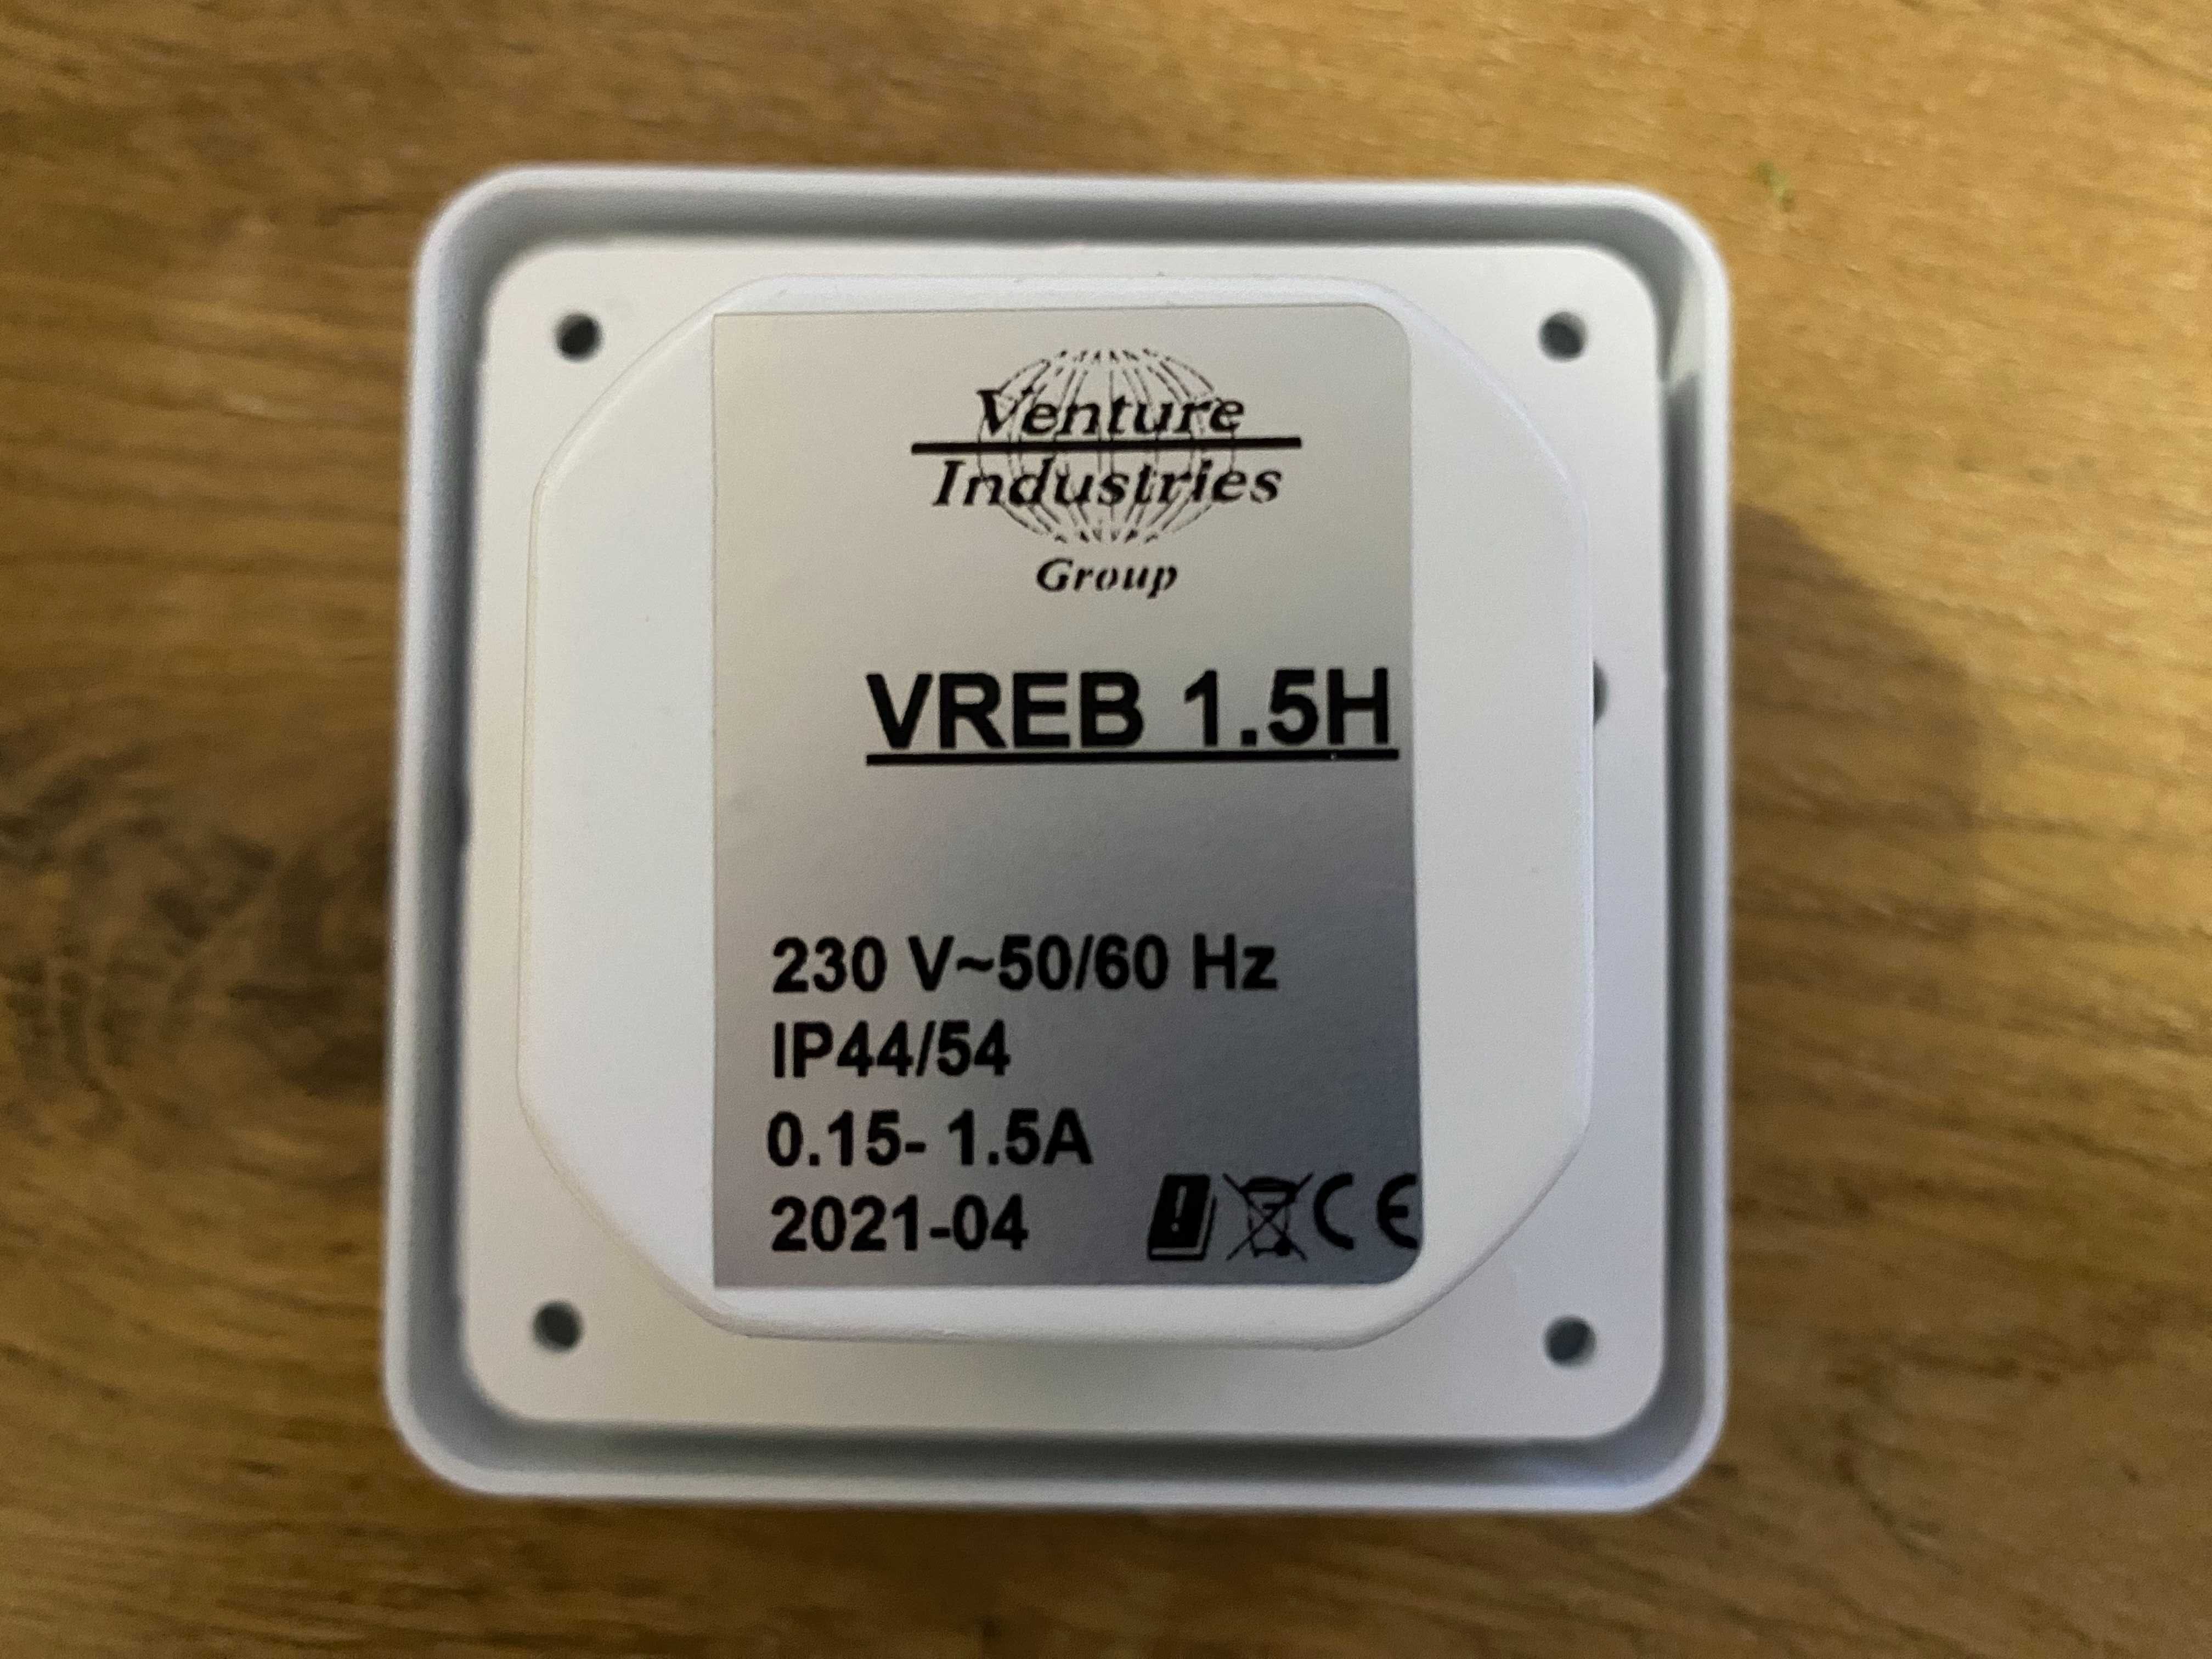 Venture
Industries
Group
VREB 1.5H
230 V~50/60 Hz
IP44/54
0.15- 1.5A
2021-04
! CE